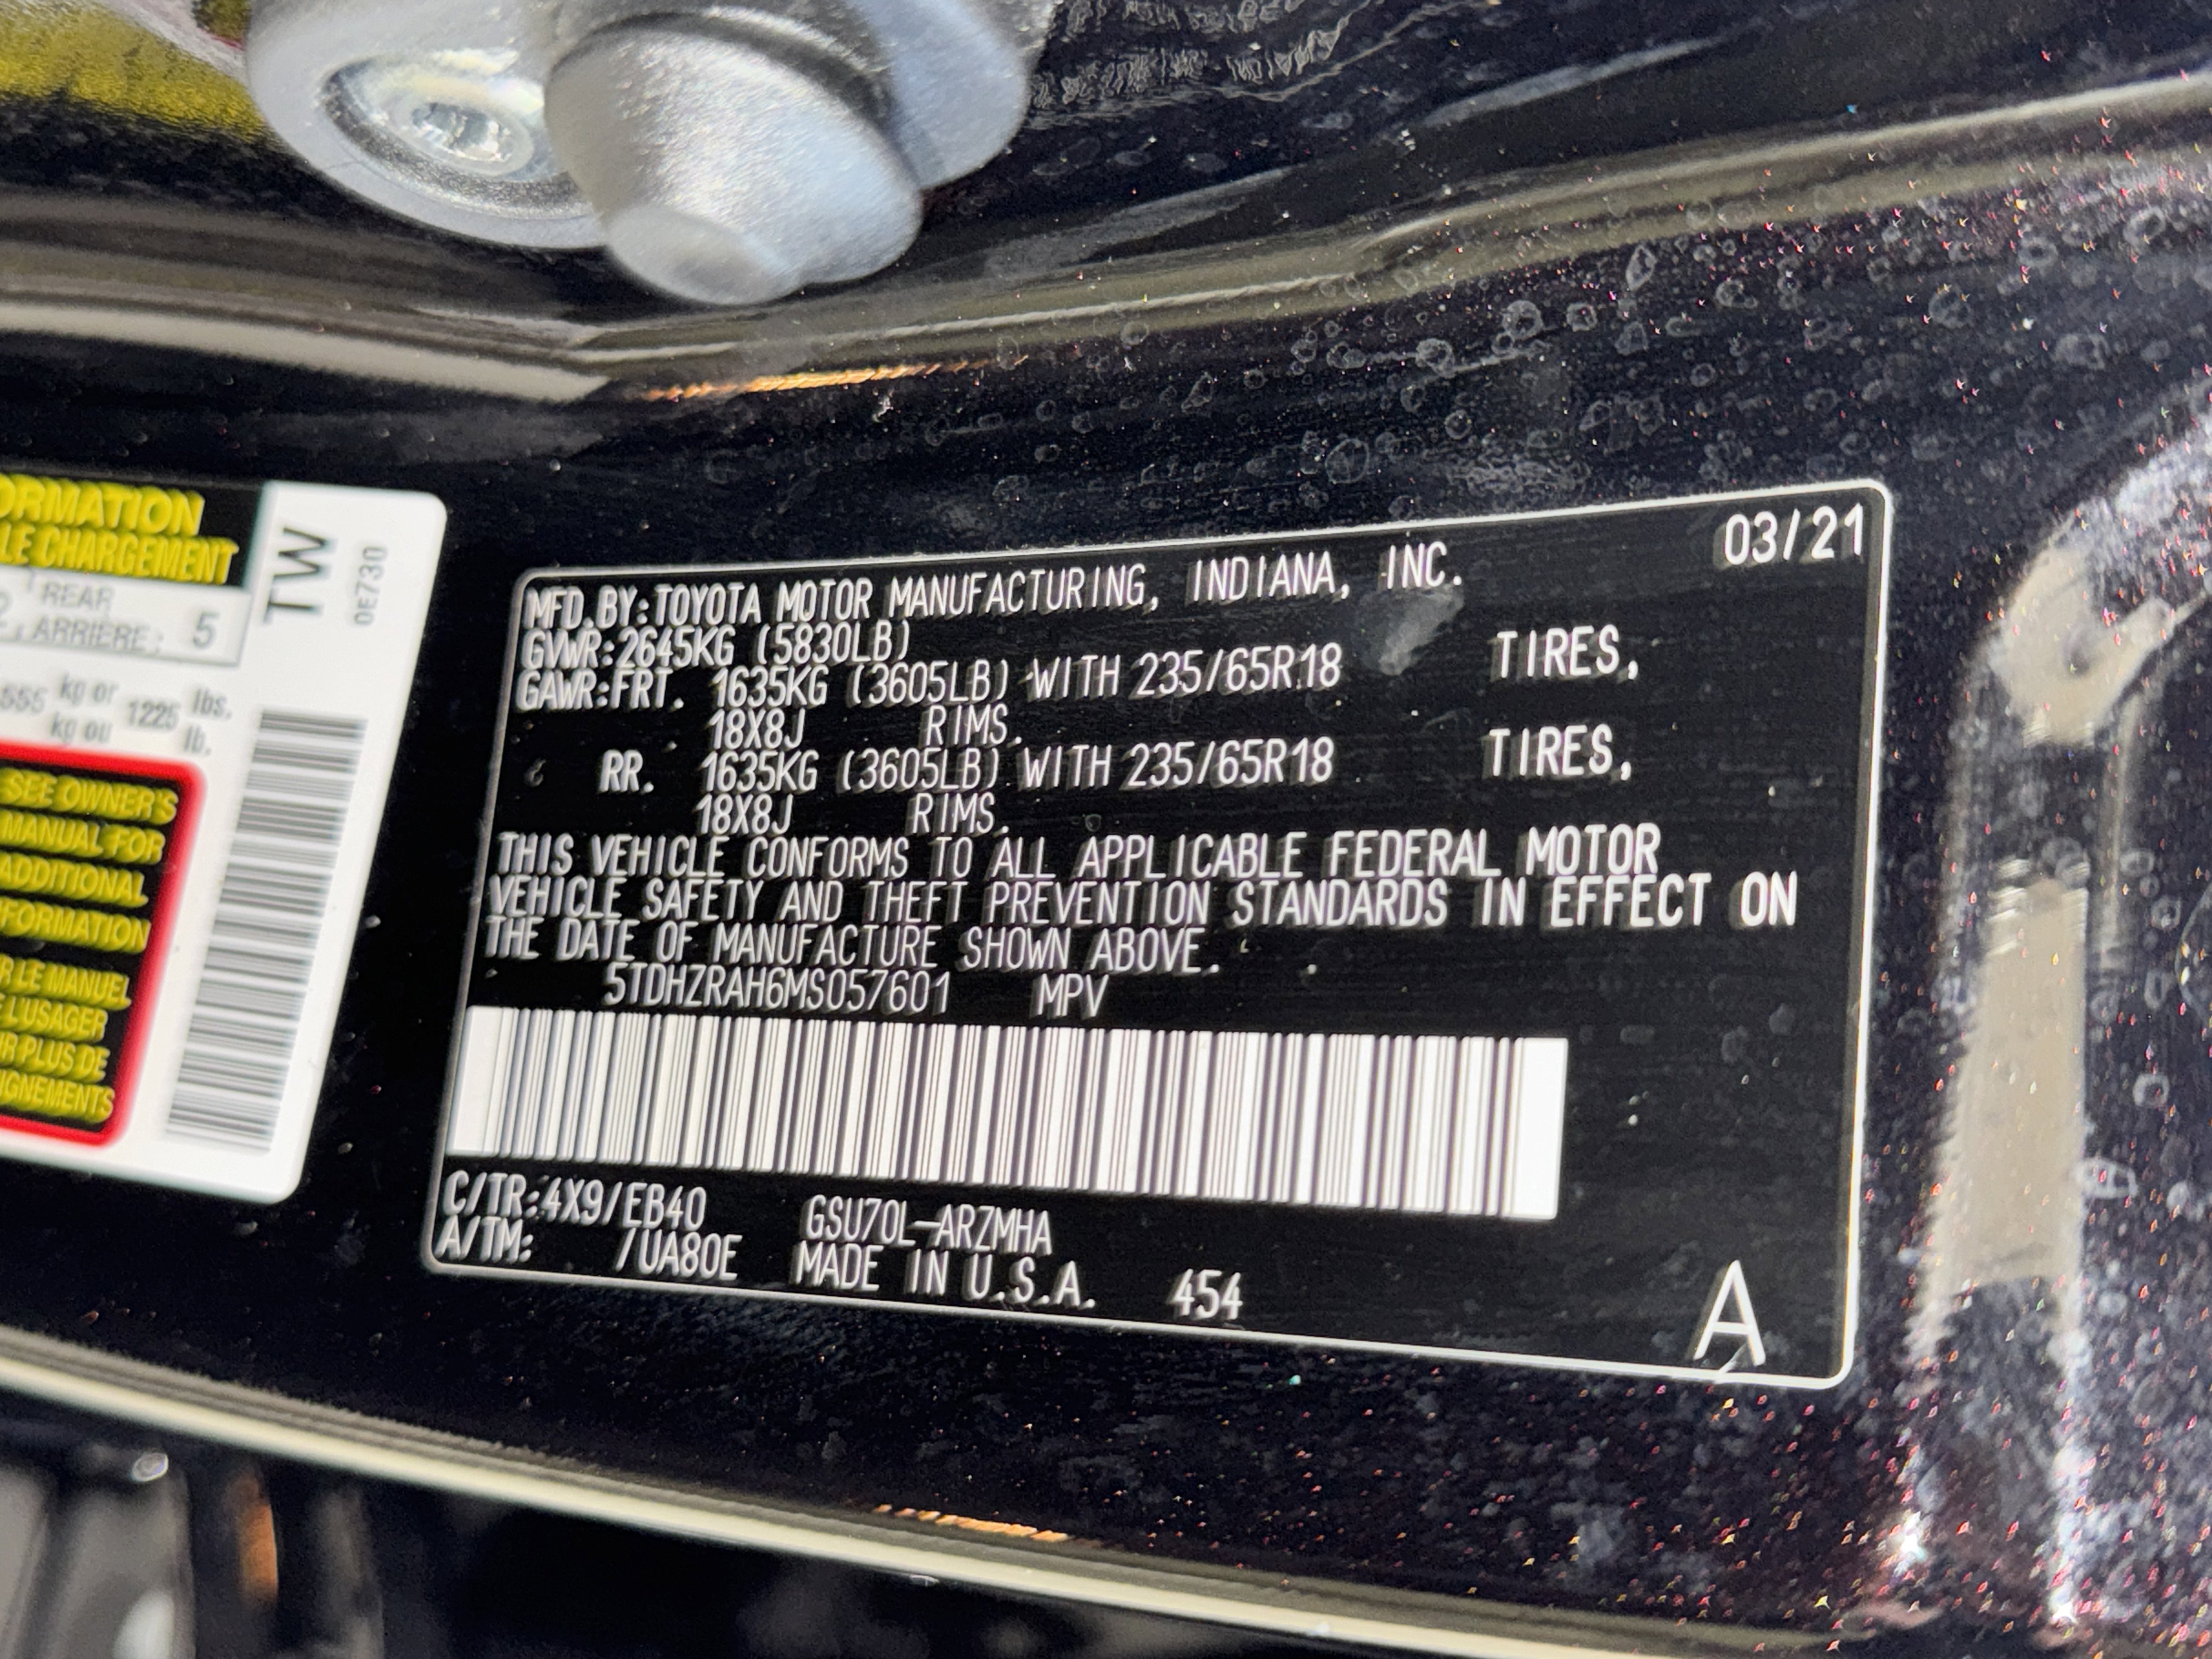 ORMATION
LE CHARGEMENT
REAR
ARRIÈRE: 5
555 kg or 1225 lbs.
kg ou lb.
SEE OWNER'S
MANUAL FOR
ADDITIONAL
FORMATION
R LE MANUEL
L'USAGER
R PLUS DE
IGNEMENTS
TW
0E730
03/21
MFD.BY:TOYOTA MOTOR MANUFACTURING, INDIANA, INC.
GVWR:2645KG (5830LB)
GAWR:FRT. 1635KG (3605LB) WITH 235/65R18 TIRES,
18X8J RIMS.
RR. 1635KG (3605LB) WITH 235/65R18 TIRES,
18X8J RIMS.
THIS VEHICLE CONFORMS TO ALL APPLICABLE FEDERAL MOTOR
VEHICLE SAFETY AND THEFT PREVENTION STANDARDS IN EFFECT ON
THE DATE OF MANUFACTURE SHOWN ABOVE.
5TDHZRAH6MS057601 MPV
C/TR:4X9/EB40 GSU70L-ARZMHA
A/TM: /UA80E MADE IN U.S.A. 454
A